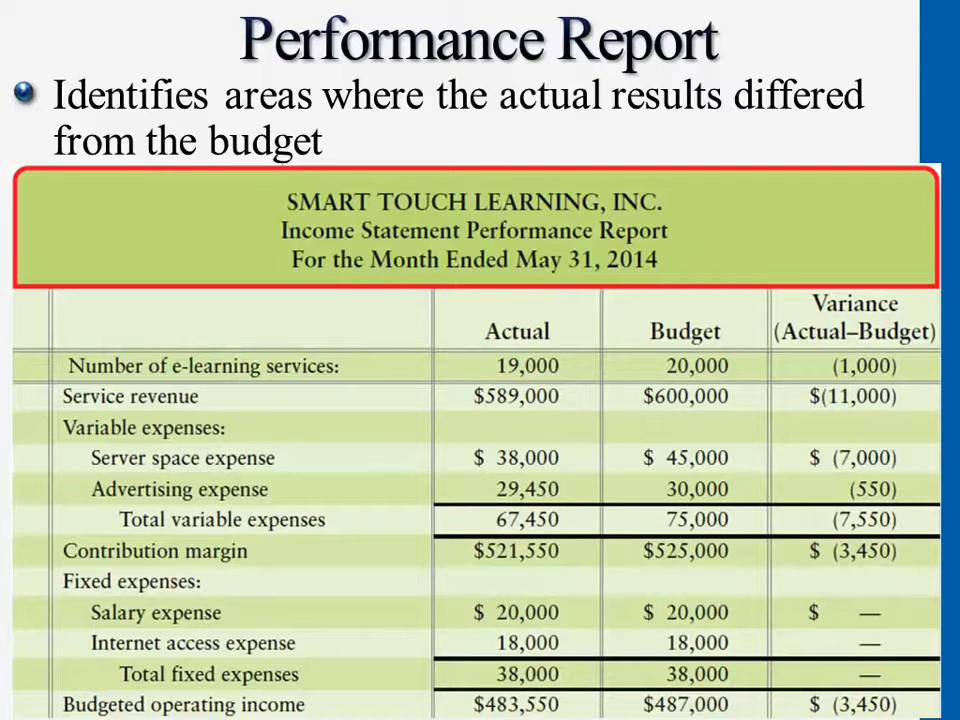 Performance Report
Identifies areas where the actual results differed
from the budget
SMART TOUCH LEARNING, INC.
Income Statement Performance Report
For the Month Ended May 31, 2014
Variance
Actual Budget (Actual–Budget)
Number of e-learning services: 19,000 20,000 (1,000)
Service revenue $589,000 $600,000 $(11,000)
Variable expenses:
Server space expense $ 38,000 $ 45,000 $ (7,000)
Advertising expense 29,450 30,000 (550)
Total variable expenses 67,450 75,000 (7,550)
Contribution margin $521,550 $525,000 $ (3,450)
Fixed expenses:
Salary expense $ 20,000 $ 20,000 $ —
Internet access expense 18,000 18,000 —
Total fixed expenses 38,000 38,000 —
Budgeted operating income $483,550 $487,000 $ (3,450)